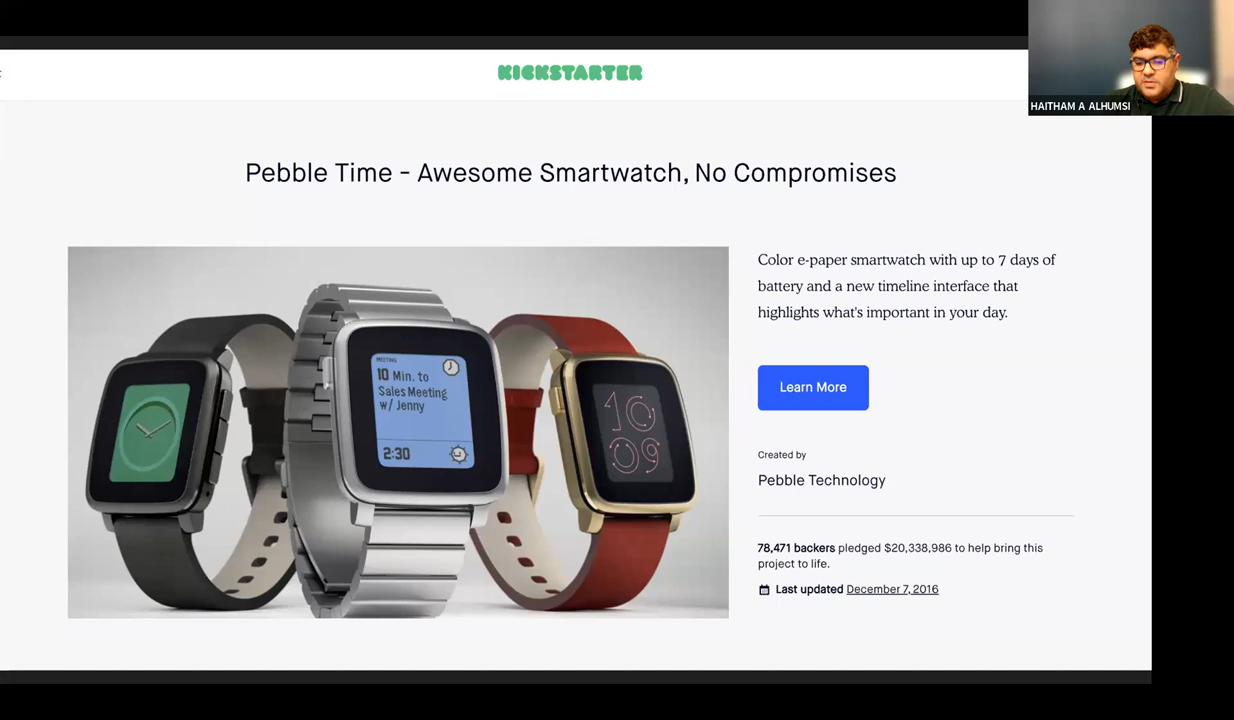 KICKSTARTER
HAITHAM A ALHUMSI
Pebble Time - Awesome Smartwatch, No Compromises
MEETING
10 Min. to
Sales Meeting
w/ Jenny
2:30
10
09
Color e-paper smartwatch with up to 7 days of
battery and a new timeline interface that
highlights what's important in your day.
Learn More
Created by
Pebble Technology
78,471 backers pledged $20,338,986 to help bring this
project to life.
Last updated December 7, 2016